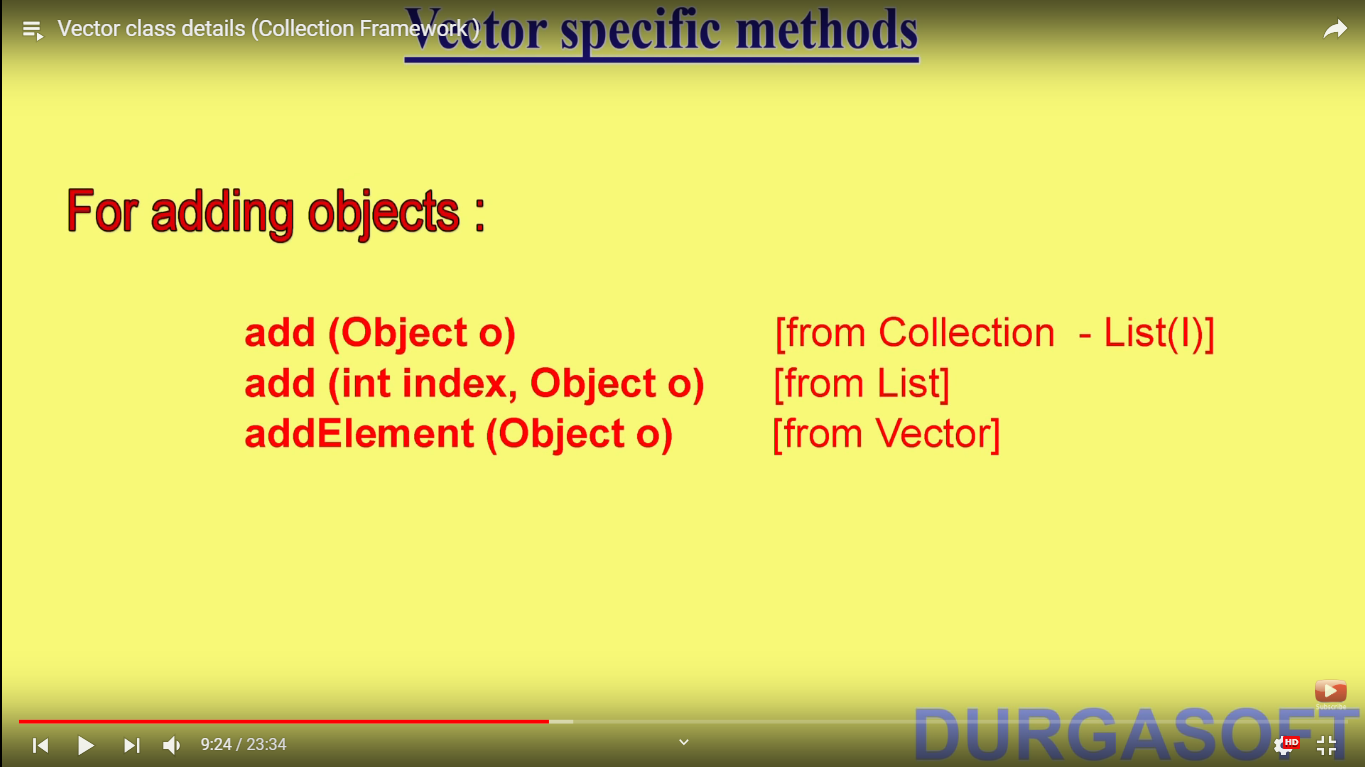 Vector class details (Collection Framework )
Vector specific methods
For adding objects :
add (Object o) [from Collection - List(I)]
add (int index, Object o) [from List]
addElement (Object o) [from Vector]
Subscribe
DURGASOFT
9:24 / 23:34
HD